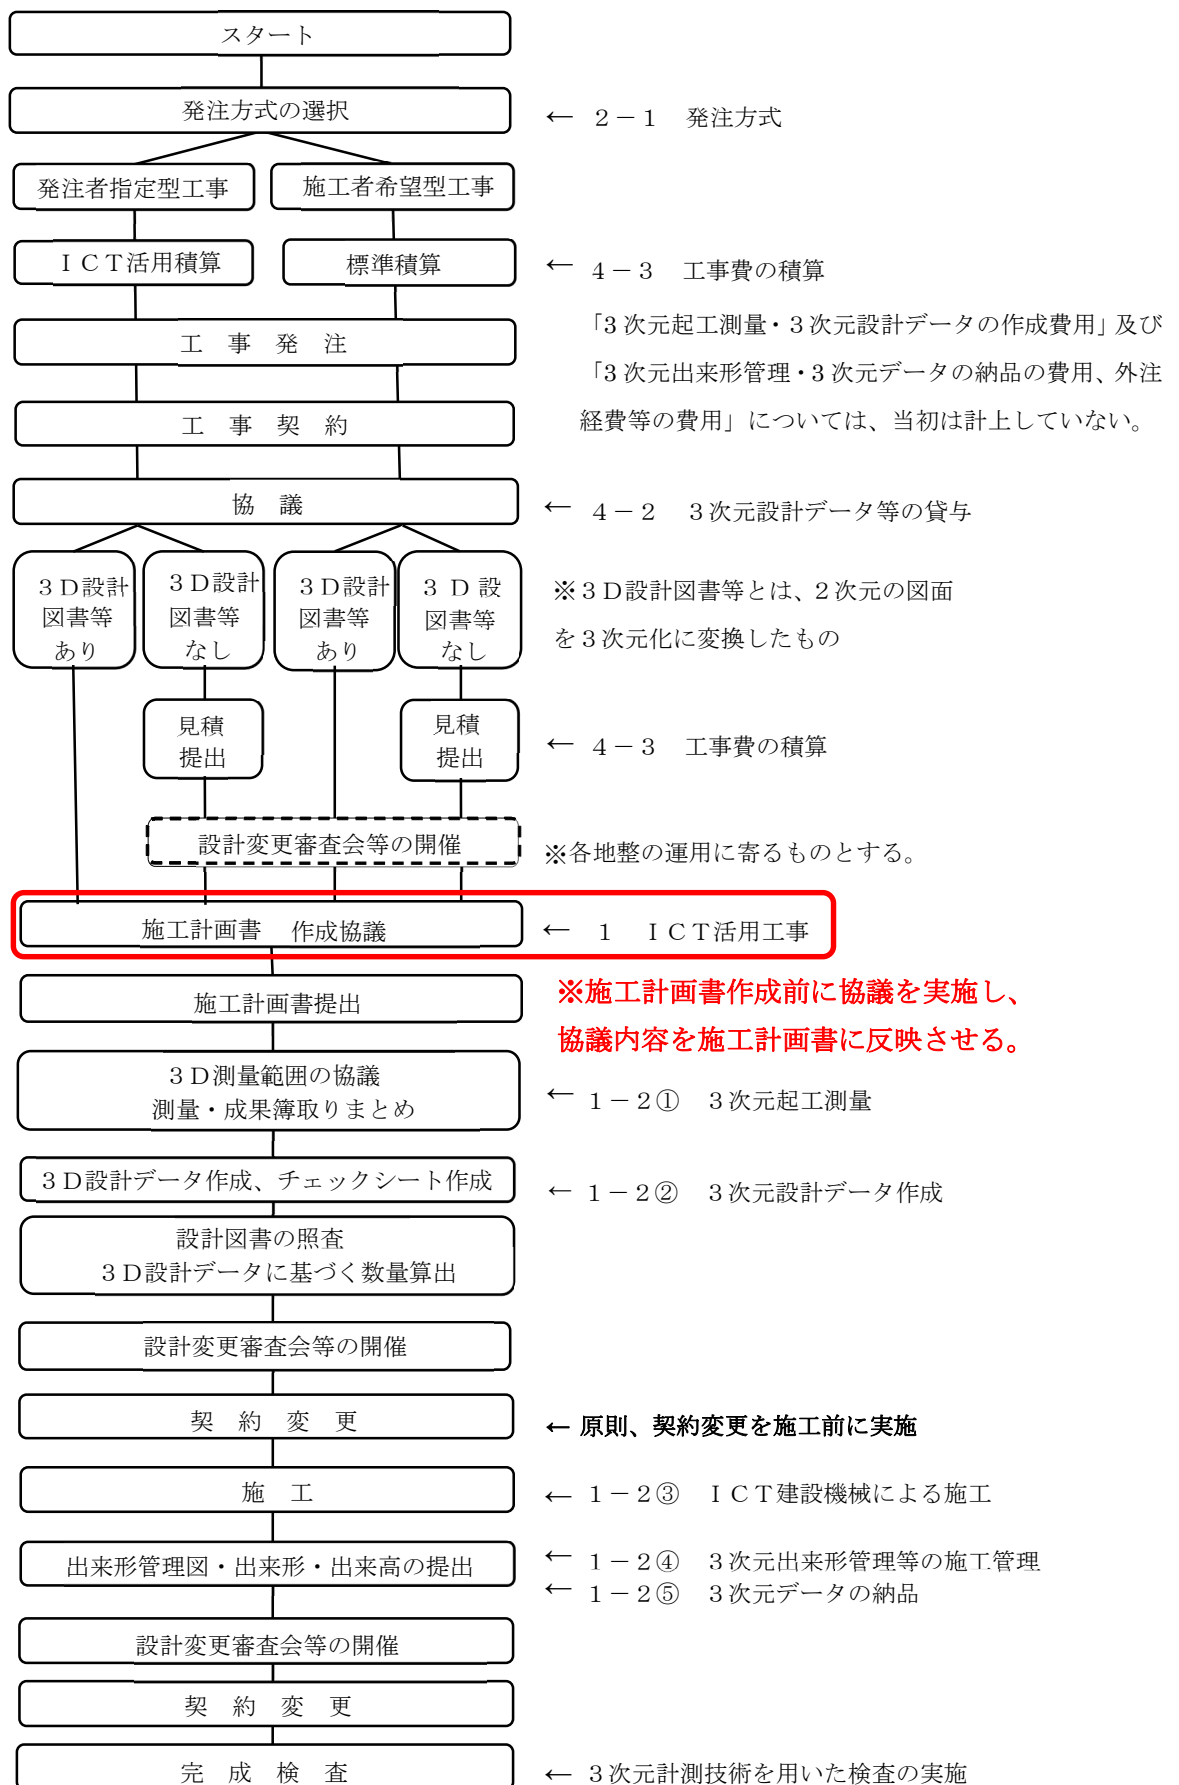 スタート
発注方式の選択
← ２－１　発注方式
発注者指定型工事
施工者希望型工事
ＩＣＴ活用積算
標準積算
← ４－３　工事費の積算
「3次元起工測量・３次元設計データの作成費用」及び
「3次元出来形管理・3次元データの納品の費用、外注
経費等の費用」については、当初は計上していない。
工　事　発　注
工　事　契　約
協　議
← ４－２　３次元設計データ等の貸与
３Ｄ設計
図書等
あり
３Ｄ設計
図書等
なし
３Ｄ設計
図書等
あり
３Ｄ設
図書等
なし
※３Ｄ設計図書等とは、２次元の図面
を３次元化に変換したもの
見積
提出
見積
提出
← ４－３　工事費の積算
設計変更審査会等の開催
※各地整の運用に寄るものとする。
施工計画書　作成協議
← １　ＩＣＴ活用工事
施工計画書提出
※施工計画書作成前に協議を実施し、
協議内容を施工計画書に反映させる。
３Ｄ測量範囲の協議
測量・成果簿取りまとめ
← １－２①　３次元起工測量
３Ｄ設計データ作成、チェックシート作成
← １－２②　３次元設計データ作成
設計図書の照査
３Ｄ設計データに基づく数量算出
設計変更審査会等の開催
契　約　変　更
← 原則、契約変更を施工前に実施
施　工
← １－２③　ＩＣＴ建設機械による施工
出来形管理図・出来形・出来高の提出
← １－２④　３次元出来形管理等の施工管理
← １－２⑤　３次元データの納品
設計変更審査会等の開催
契　約　変　更
完　成　検　査
← ３次元計測技術を用いた検査の実施